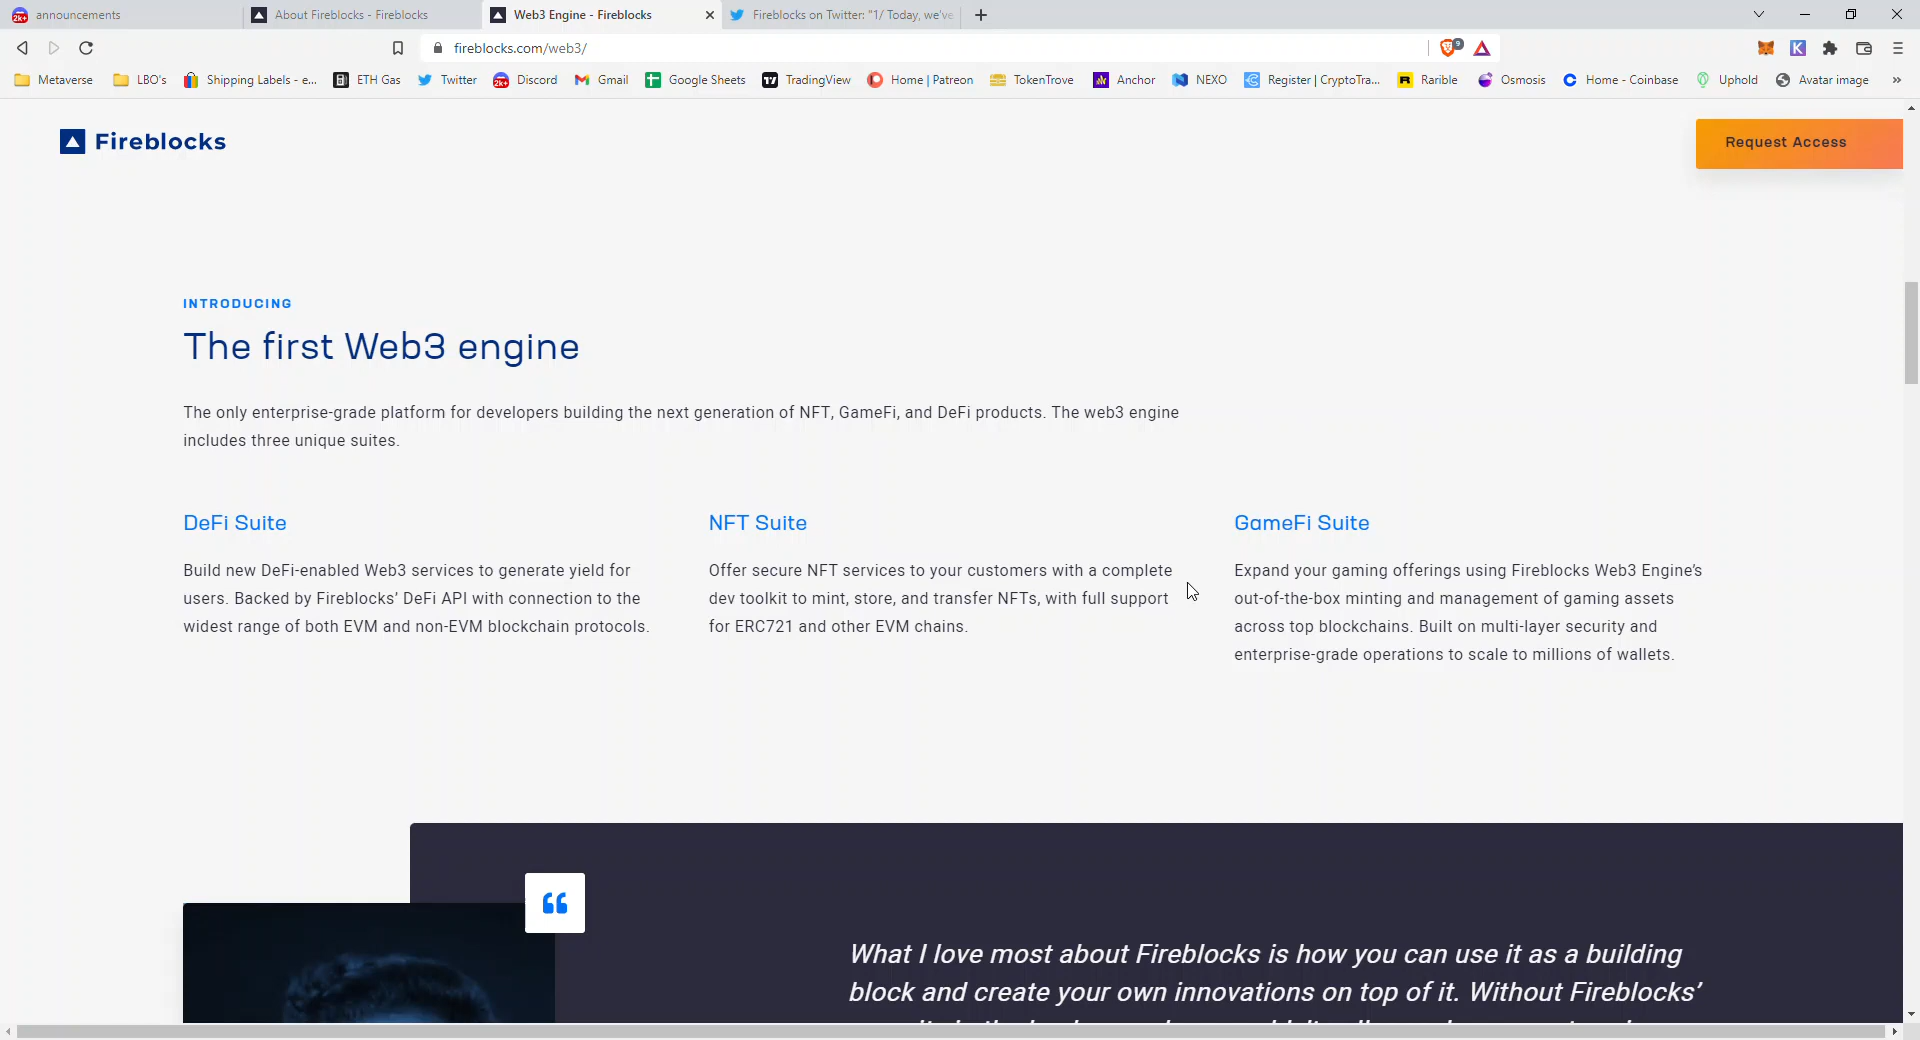 announcements
About Fireblocks - Fireblocks
Web3 Engine - Fireblocks
Fireblocks on Twitter: "1/ Today, we've
fireblocks.com/web3/
9
Metaverse
LBO's
Shipping Labels - e...
ETH Gas
Twitter
Discord
Gmail
Google Sheets
TradingView
Home | Patreon
TokenTrove
Anchor
NEXO
Register | CryptoTra...
Rarible
Osmosis
Home - Coinbase
Uphold
Avatar image
Fireblocks
Request Access
INTRODUCING
The first Web3 engine
The only enterprise-grade platform for developers building the next generation of NFT, GameFi, and DeFi products. The web3 engine
includes three unique suites.
DeFi Suite
Build new DeFi-enabled Web3 services to generate yield for
users. Backed by Fireblocks’ DeFi API with connection to the
widest range of both EVM and non-EVM blockchain protocols.
NFT Suite
Offer secure NFT services to your customers with a complete
dev toolkit to mint, store, and transfer NFTs, with full support
for ERC721 and other EVM chains.
GameFi Suite
Expand your gaming offerings using Fireblocks Web3 Engine’s
out-of-the-box minting and management of gaming assets
across top blockchains. Built on multi-layer security and
enterprise-grade operations to scale to millions of wallets.
What I love most about Fireblocks is how you can use it as a building
block and create your own innovations on top of it. Without Fireblocks’